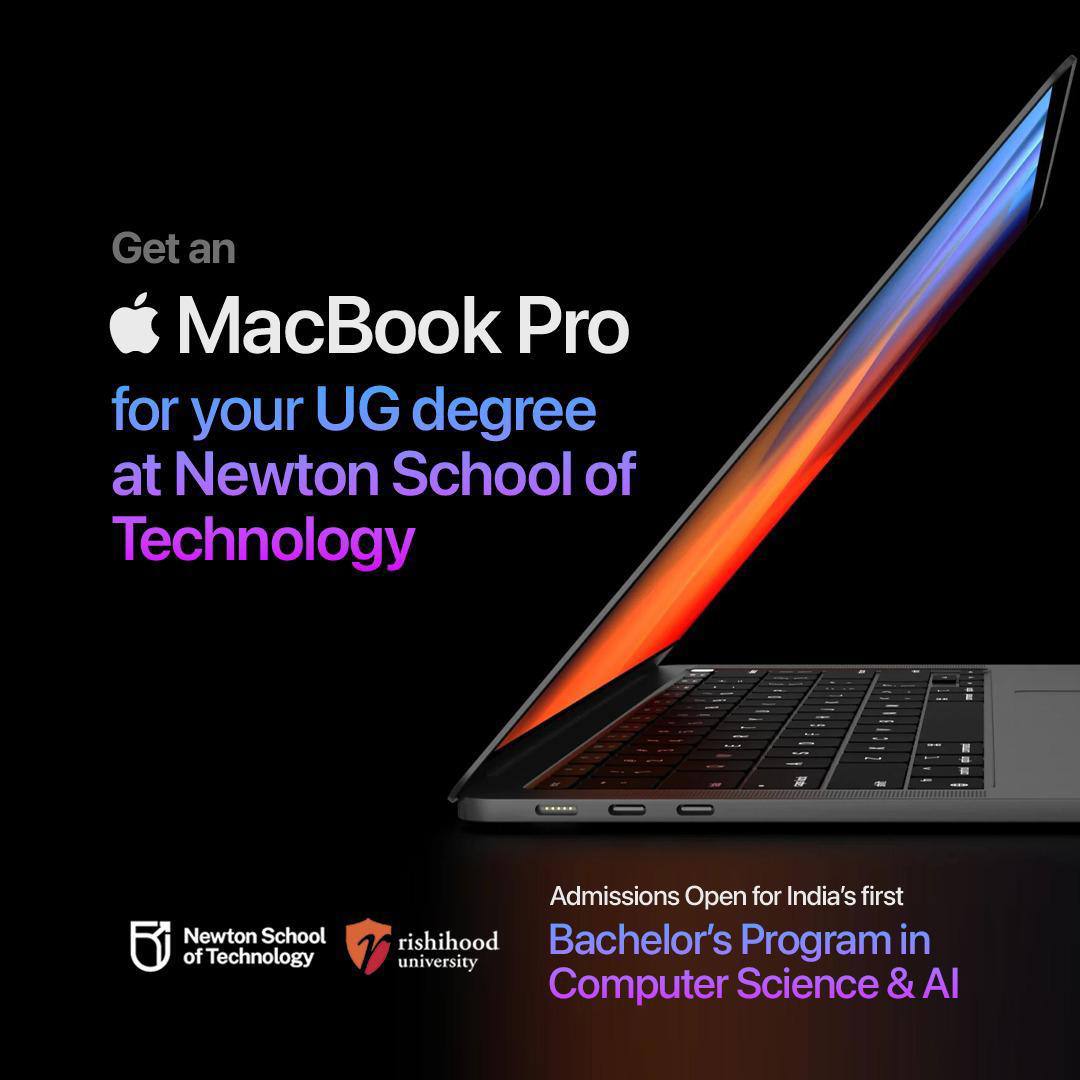 Get an
MacBook Pro
for your UG degree
at Newton School of
Technology
Admissions Open for India's first
Bachelor's Program in
Computer Science & AI
Newton School
of Technology
rishihood
university